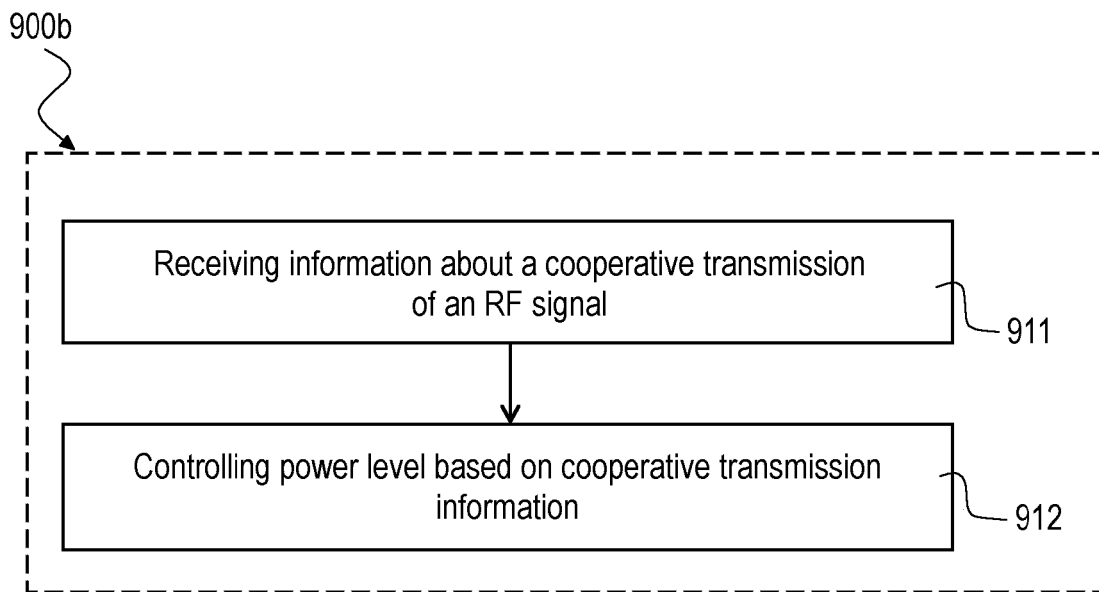 900b
Receiving information about a cooperative transmission
of an RF signal
911
Controlling power level based on cooperative transmission
information
912